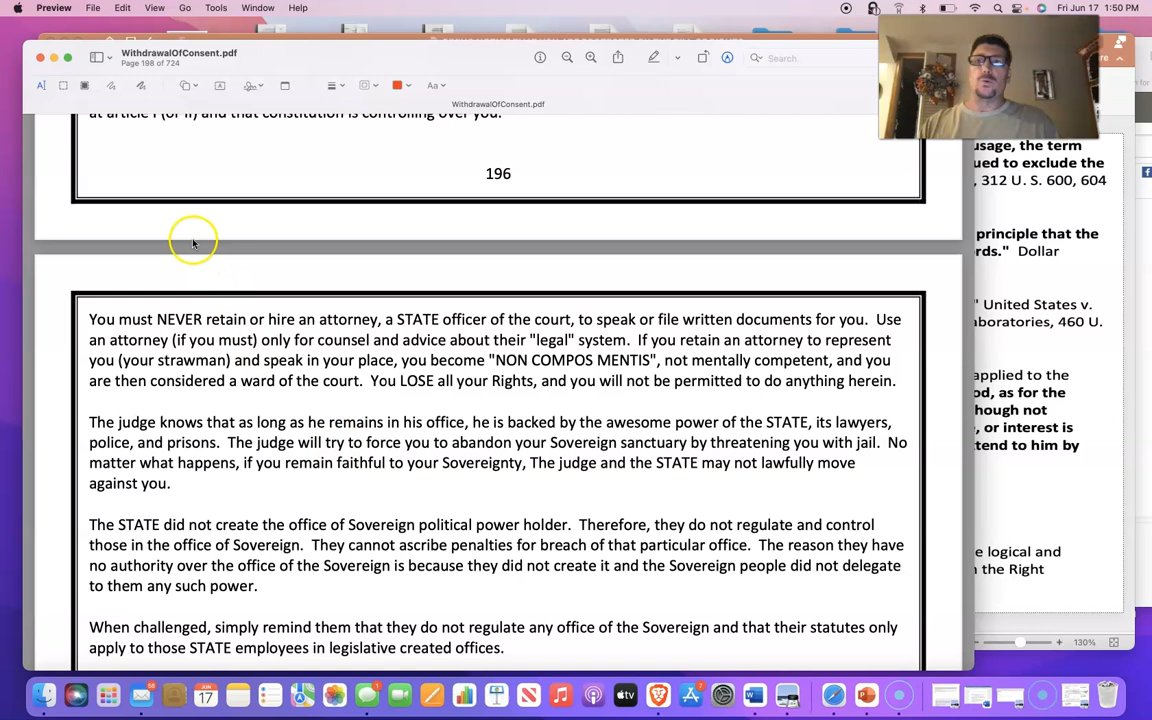 Preview File Edit View Go Tools Window Help
Fri Jun 17 1:50 PM
WithdrawalOfConsent.pdf
Page 198 of 724
Search
WithdrawalOfConsent.pdf
at article I (or II) and that constitution is controlling over you.
196
You must NEVER retain or hire an attorney, a STATE officer of the court, to speak or file written documents for you. Use
an attorney (if you must) only for counsel and advice about their "legal" system. If you retain an attorney to represent
you (your strawman) and speak in your place, you become "NON COMPOS MENTIS", not mentally competent, and you
are then considered a ward of the court. You LOSE all your Rights, and you will not be permitted to do anything herein.
The judge knows that as long as he remains in his office, he is backed by the awesome power of the STATE, its lawyers,
police, and prisons. The judge will try to force you to abandon your Sovereign sanctuary by threatening you with jail. No
matter what happens, if you remain faithful to your Sovereignty, The judge and the STATE may not lawfully move
against you.
The STATE did not create the office of Sovereign political power holder. Therefore, they do not regulate and control
those in the office of Sovereign. They cannot ascribe penalties for breach of that particular office. The reason they have
no authority over the office of the Sovereign is because they did not create it and the Sovereign people did not delegate
to them any such power.
When challenged, simply remind them that they do not regulate any office of the Sovereign and that their statutes only
apply to those STATE employees in legislative created offices.
usage, the term
ued to exclude the
, 312 U. S. 600, 604
principle that the
rds." Dollar
" United States v.
aboratories, 460 U.
applied to the
od, as for the
hough not
, or interest is
tend to him by
e logical and
n the Right
130%
JUN
17